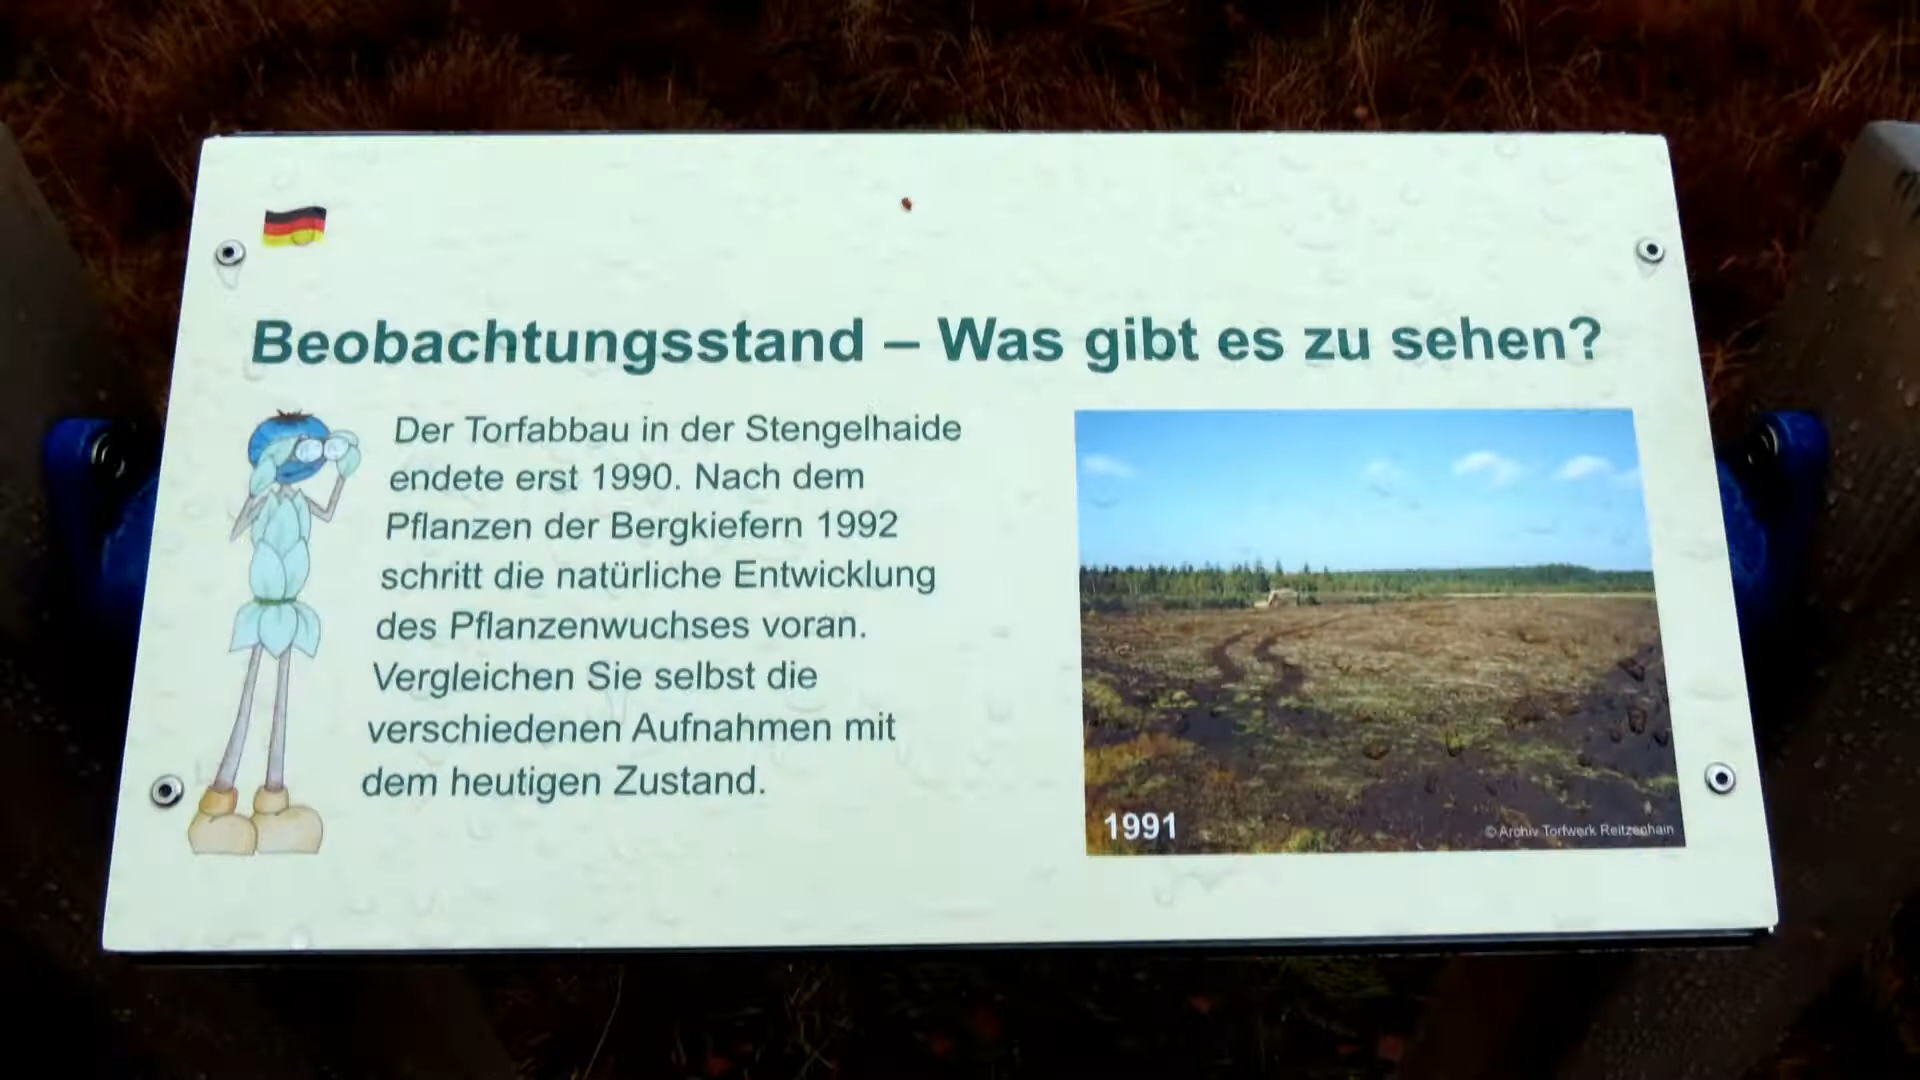 Beobachtungsstand – Was gibt es zu sehen?
Der Torfabbau in der Stengelhaide
endete erst 1990. Nach dem
Pflanzen der Bergkiefern 1992
schritt die natürliche Entwicklung
des Pflanzenwuchses voran.
Vergleichen Sie selbst die
verschiedenen Aufnahmen mit
dem heutigen Zustand.
1991
© Archiv Torfwerk Reitzenhain